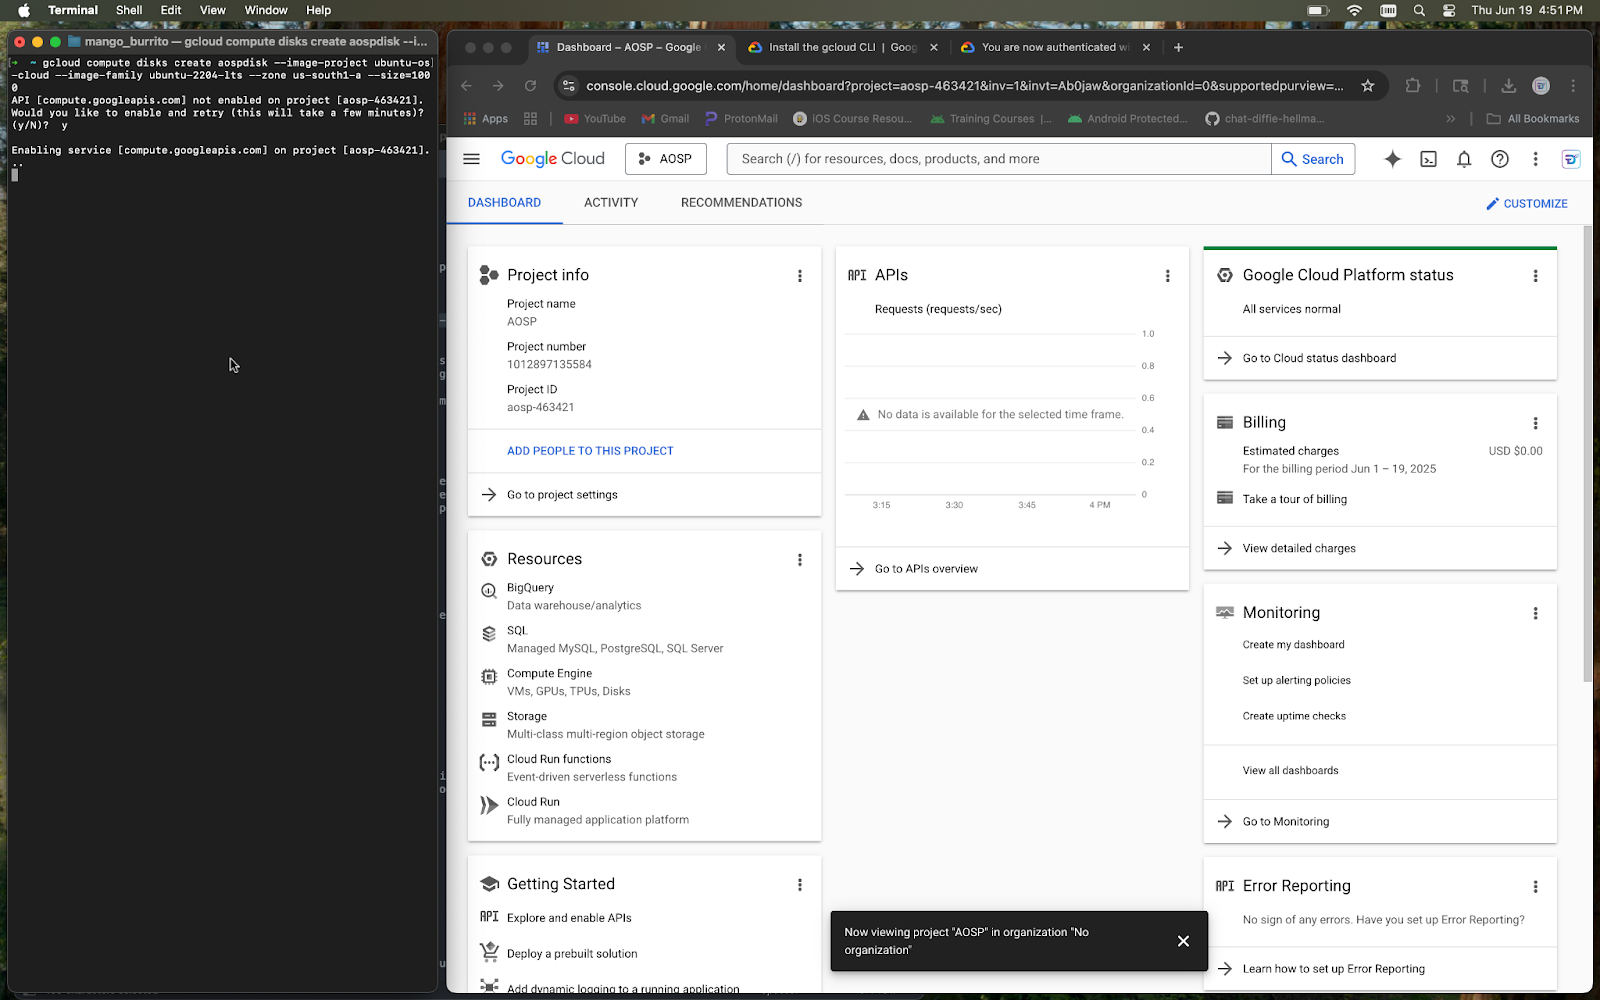 Terminal Shell Edit View Window Help
Thu Jun 19 4:51 PM
mango_burrito — gcloud compute disks create aospdisk --i...
~ gcloud compute disks create aospdisk --image-project ubuntu-os
-cloud --image-family ubuntu-2204-lts --zone us-south1-a --size=100
0
API [compute.googleapis.com] not enabled on project [aosp-463421].
Would you like to enable and retry (this will take a few minutes)?
(y/N)? y
Enabling service [compute.googleapis.com] on project [aosp-463421].
..
Dashboard – AOSP – Google
Install the gcloud CLI | Goog
You are now authenticated wi
console.cloud.google.com/home/dashboard?project=aosp-463421&inv=1&invt=Ab0jaw&organizationId=0&supportedpurview=...
Apps
YouTube
Gmail
ProtonMail
iOS Course Resou...
Training Courses |...
Android Protected...
chat-diffie-hellma...
All Bookmarks
Google Cloud
AOSP
Search (/) for resources, docs, products, and more
Search
DASHBOARD
ACTIVITY
RECOMMENDATIONS
CUSTOMIZE
Project info
Project name
AOSP
Project number
1012897135584
Project ID
aosp-463421
ADD PEOPLE TO THIS PROJECT
Go to project settings
Resources
BigQuery
Data warehouse/analytics
SQL
Managed MySQL, PostgreSQL, SQL Server
Compute Engine
VMs, GPUs, TPUs, Disks
Storage
Multi-class multi-region object storage
Cloud Run functions
Event-driven serverless functions
Cloud Run
Fully managed application platform
Getting Started
API Explore and enable APIs
Deploy a prebuilt solution
Add dynamic logging to a running application
API APIs
Requests (requests/sec)
1.0
0.8
0.6
No data is available for the selected time frame.
0.4
0.2
0
3:15 3:30 3:45 4 PM
Go to APIs overview
Google Cloud Platform status
All services normal
Go to Cloud status dashboard
Billing
Estimated charges USD $0.00
For the billing period Jun 1 – 19, 2025
Take a tour of billing
View detailed charges
Monitoring
Create my dashboard
Set up alerting policies
Create uptime checks
View all dashboards
Go to Monitoring
API Error Reporting
No sign of any errors. Have you set up Error Reporting?
Learn how to set up Error Reporting
Now viewing project "AOSP" in organization "No
organization"